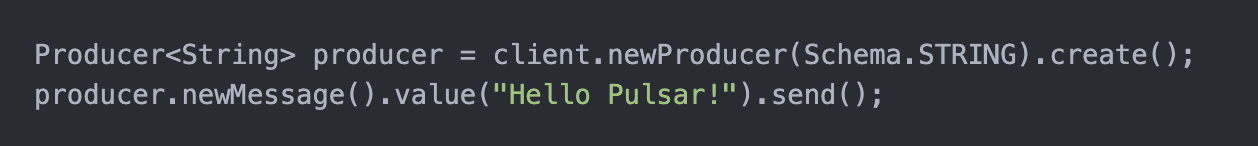 Producer<String> producer = client.newProducer(Schema.STRING).create();
producer.newMessage().value("Hello Pulsar!").send();